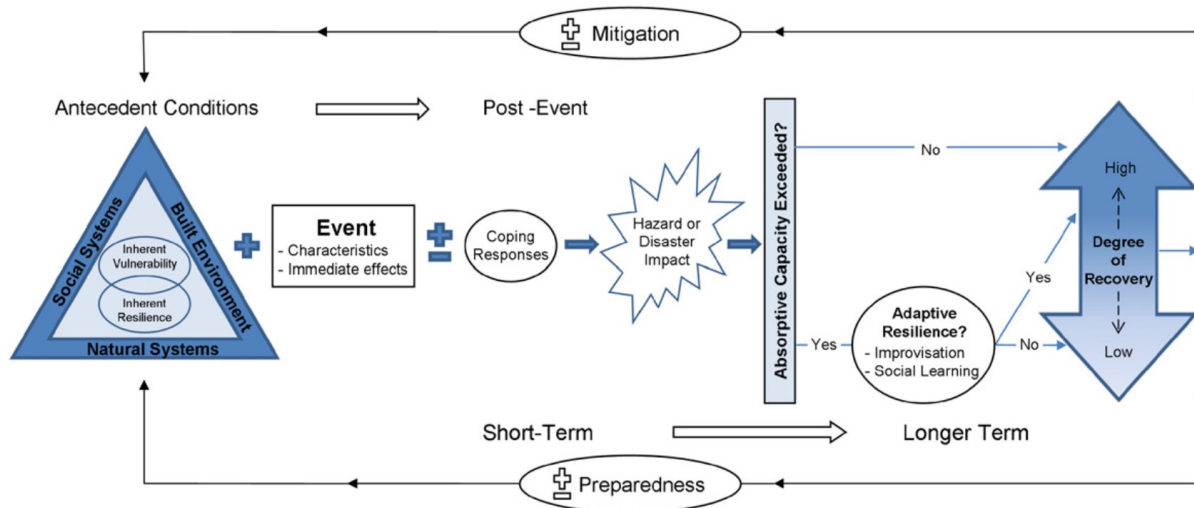 ± Mitigation
Antecedent Conditions
Post -Event
Social Systems
Built Environment
Natural Systems
Inherent
Vulnerability
Inherent
Resilience
+
Event
- Characteristics
- Immediate effects
±
Coping
Responses
Hazard or
Disaster
Impact
Absorptive Capacity Exceeded?
No
Yes
Adaptive
Resilience?
- Improvisation
- Social Learning
Yes
No
High
Degree
of
Recovery
Low
Short-Term
Longer Term
± Preparedness